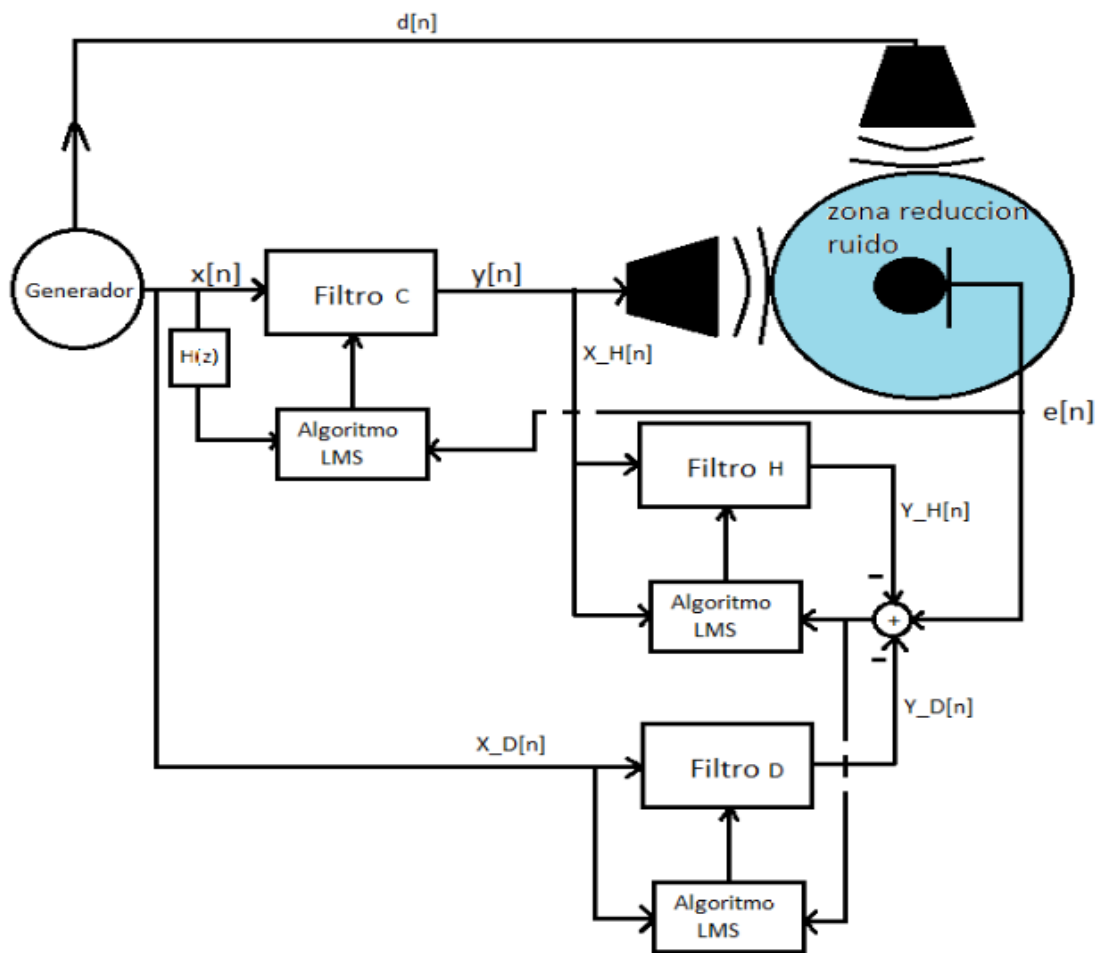 d[n]
zona reduccion
ruido
Generador
x[n]
Filtro C
y[n]
H(z)
X_H[n]
Algoritmo
LMS
e[n]
Filtro H
Y_H[n]
-
Algoritmo
LMS
+
-
Y_D[n]
X_D[n]
Filtro D
Algoritmo
LMS